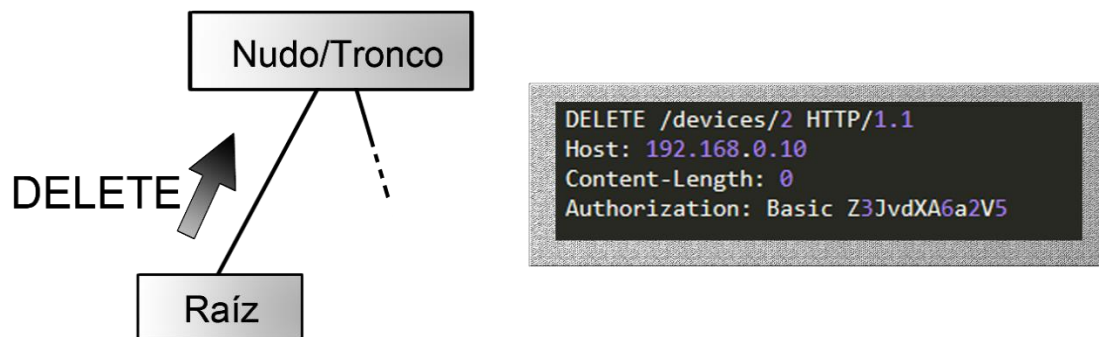 Nudo/Tronco
DELETE
Raíz
DELETE /devices/2 HTTP/1.1
Host: 192.168.0.10
Content-Length: 0
Authorization: Basic Z3JvdXA6a2V5